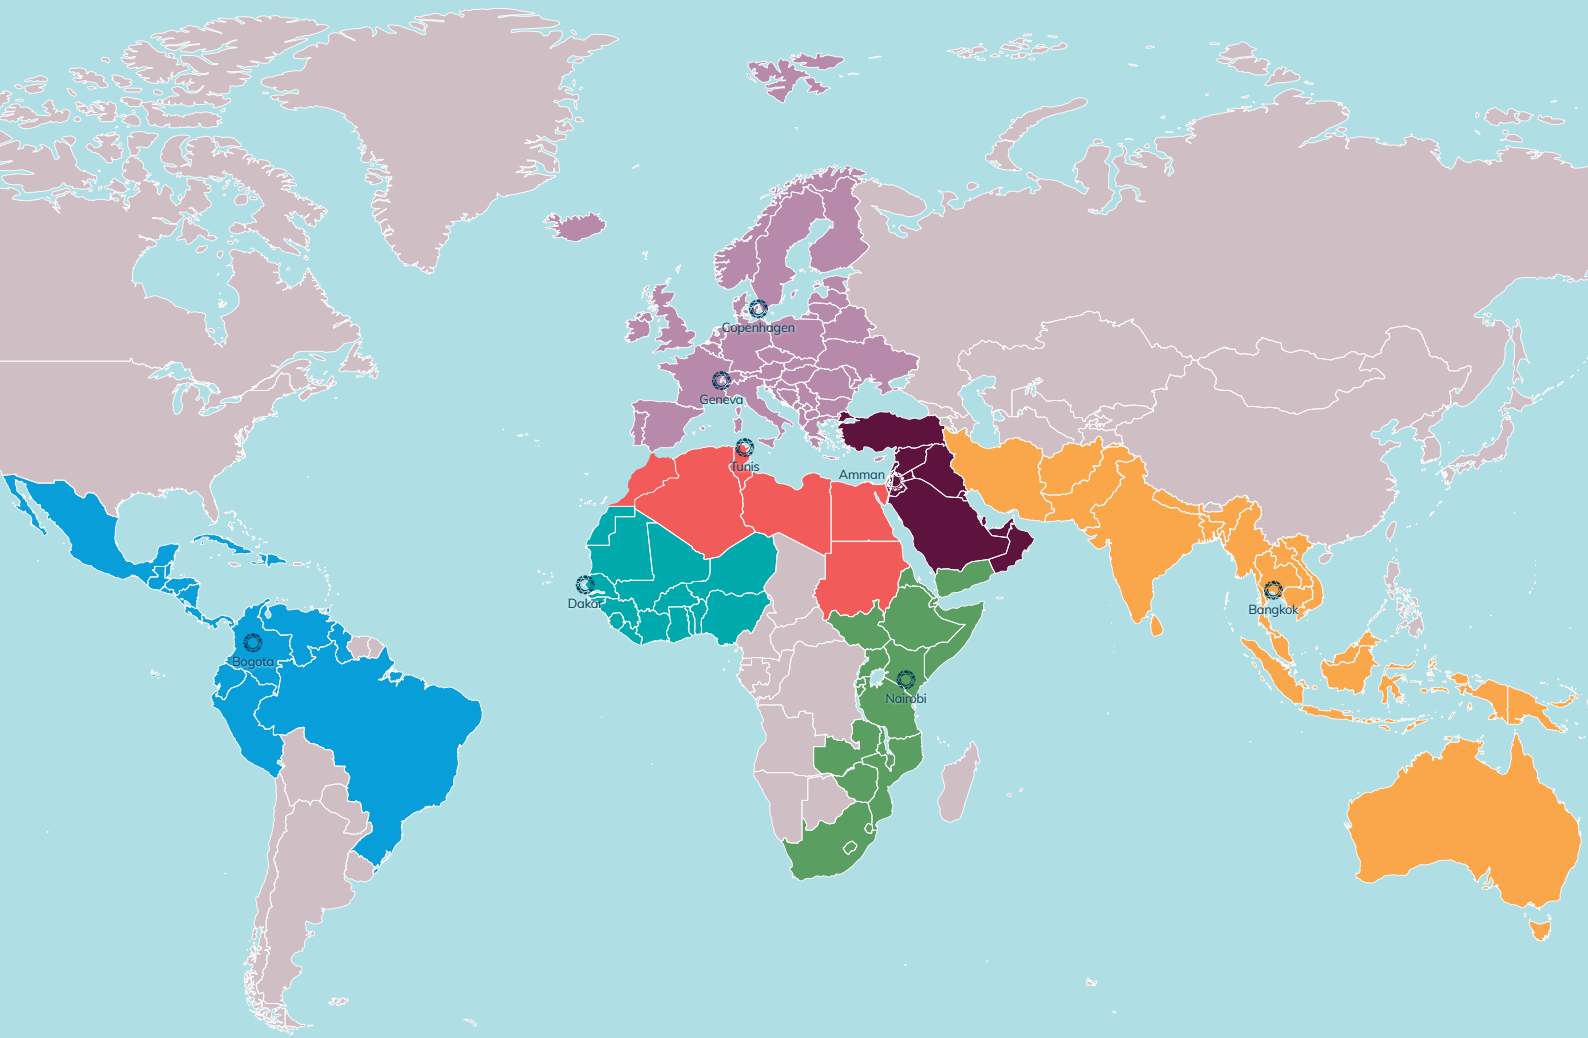 Copenhagen
Geneva
Tunis
Amman
Dakar
Bangkok
Bogota
Nairobi